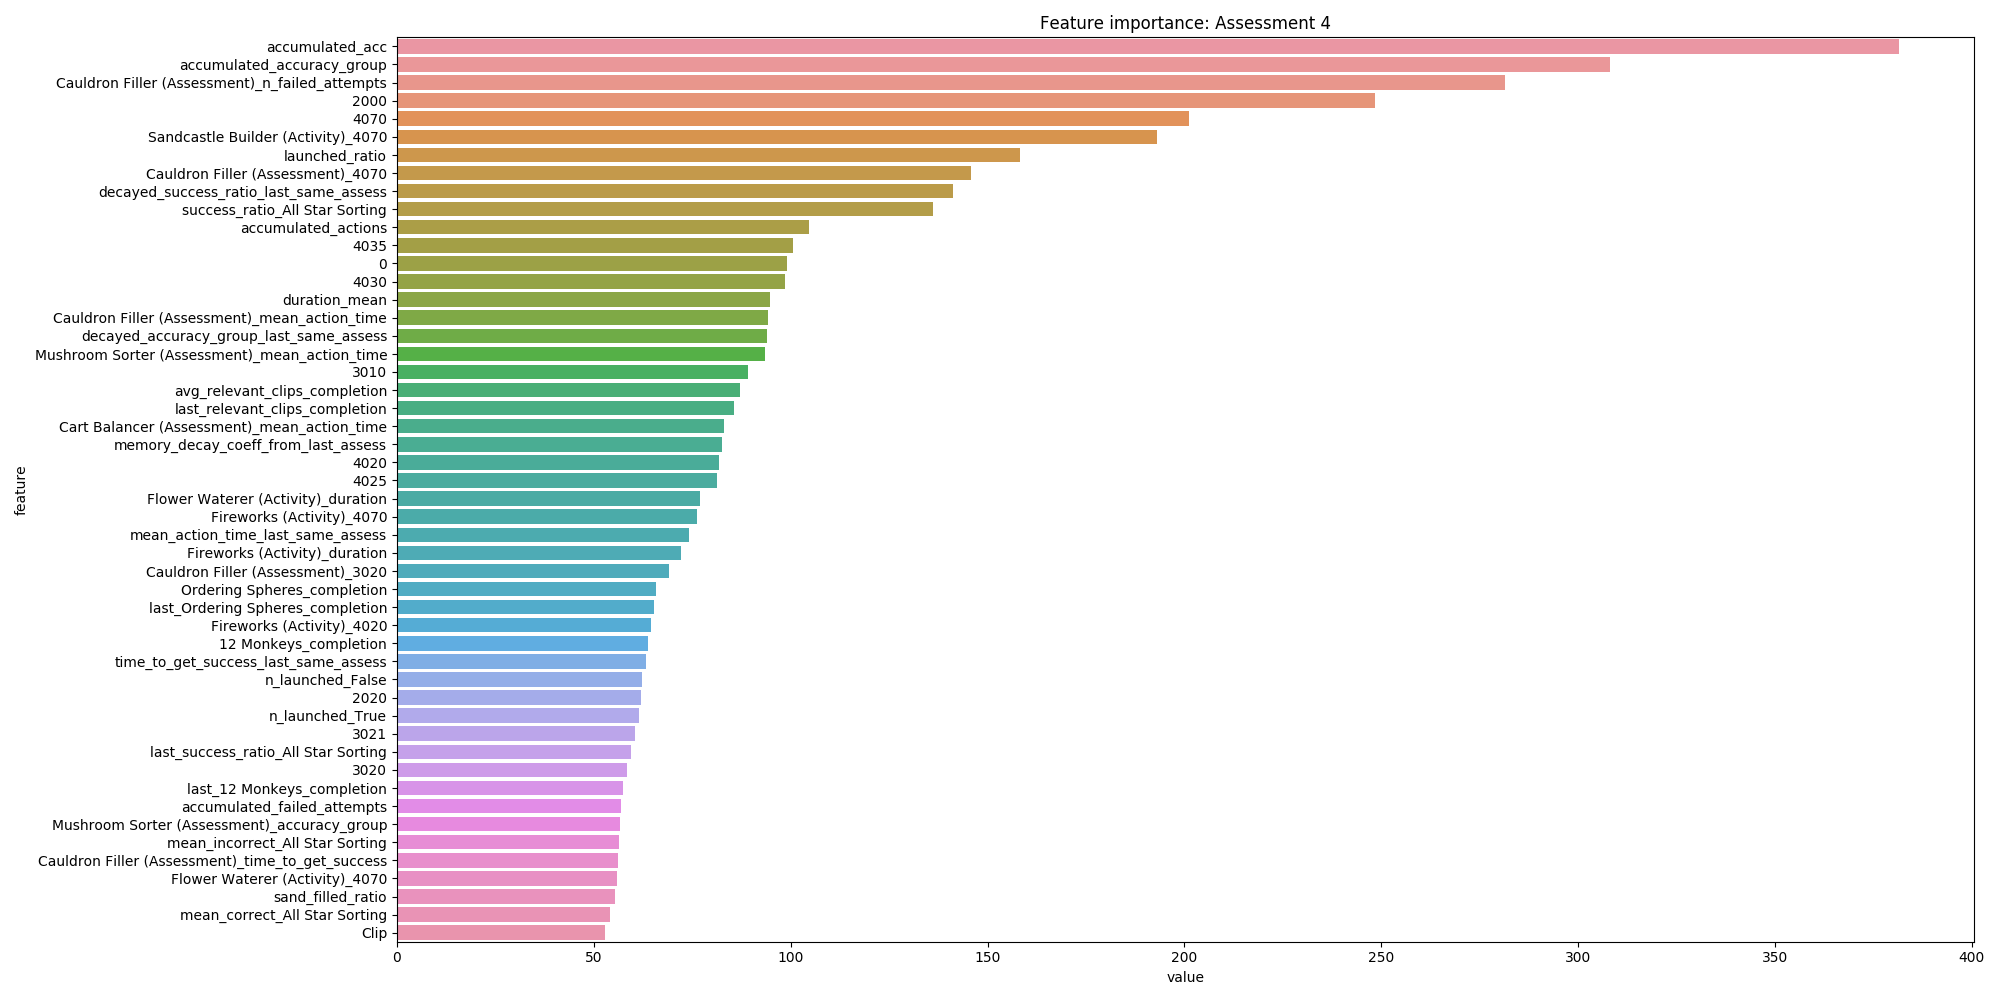 Feature importance: Assessment 4
accumulated_acc
accumulated_accuracy_group
Cauldron Filler (Assessment)_n_failed_attempts
2000
4070
Sandcastle Builder (Activity)_4070
launched_ratio
Cauldron Filler (Assessment)_4070
decayed_success_ratio_last_same_assess
success_ratio_All Star Sorting
accumulated_actions
4035
0
4030
duration_mean
Cauldron Filler (Assessment)_mean_action_time
decayed_accuracy_group_last_same_assess
Mushroom Sorter (Assessment)_mean_action_time
3010
avg_relevant_clips_completion
last_relevant_clips_completion
Cart Balancer (Assessment)_mean_action_time
memory_decay_coeff_from_last_assess
4020
4025
Flower Waterer (Activity)_duration
Fireworks (Activity)_4070
mean_action_time_last_same_assess
Fireworks (Activity)_duration
Cauldron Filler (Assessment)_3020
Ordering Spheres_completion
last_Ordering Spheres_completion
Fireworks (Activity)_4020
12 Monkeys_completion
time_to_get_success_last_same_assess
n_launched_False
2020
n_launched_True
3021
last_success_ratio_All Star Sorting
3020
last_12 Monkeys_completion
accumulated_failed_attempts
Mushroom Sorter (Assessment)_accuracy_group
mean_incorrect_All Star Sorting
Cauldron Filler (Assessment)_time_to_get_success
Flower Waterer (Activity)_4070
sand_filled_ratio
mean_correct_All Star Sorting
Clip
feature
0 50 100 150 200 250 300 350 400
value